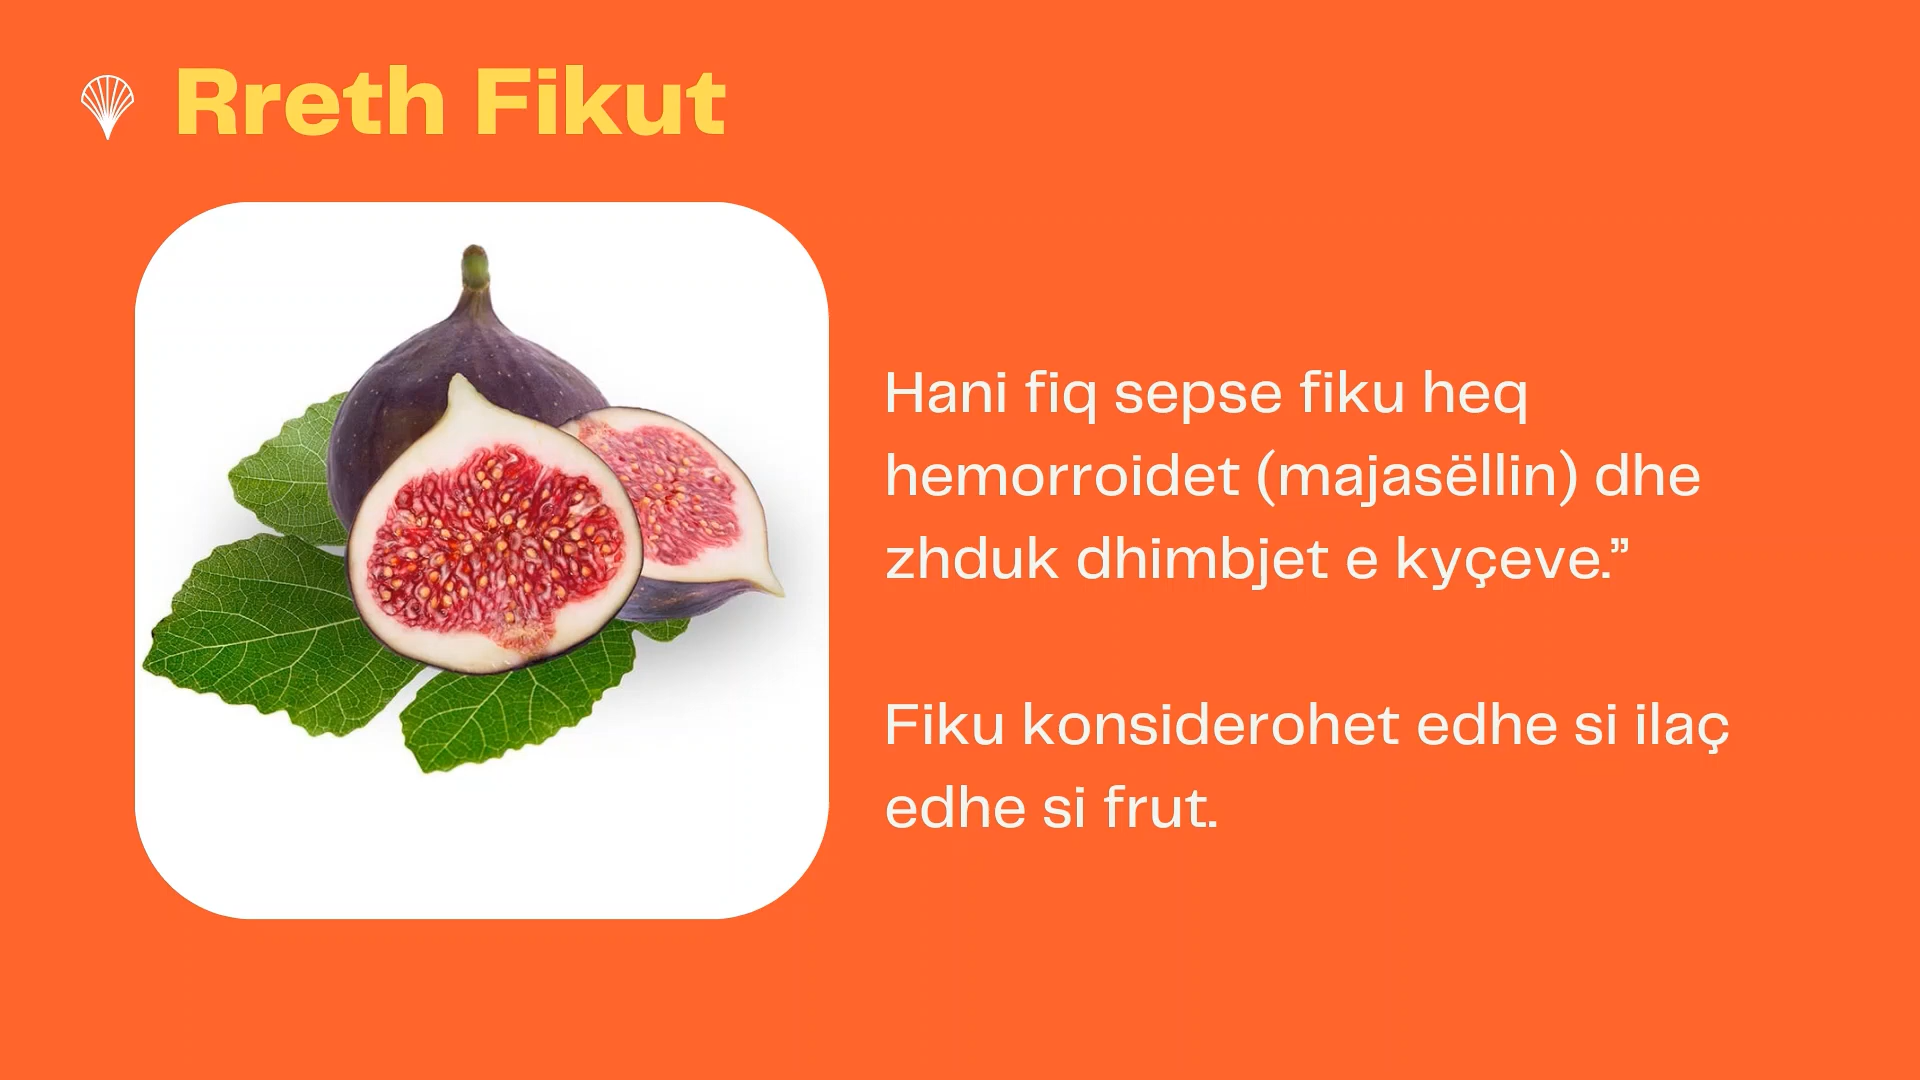 Rreth Fikut
Hani fiq sepse fiku heq
hemorroidet (majasëllin) dhe
zhduk dhimbjet e kyçeve.”
Fiku konsiderohet edhe si ilaç
edhe si frut.